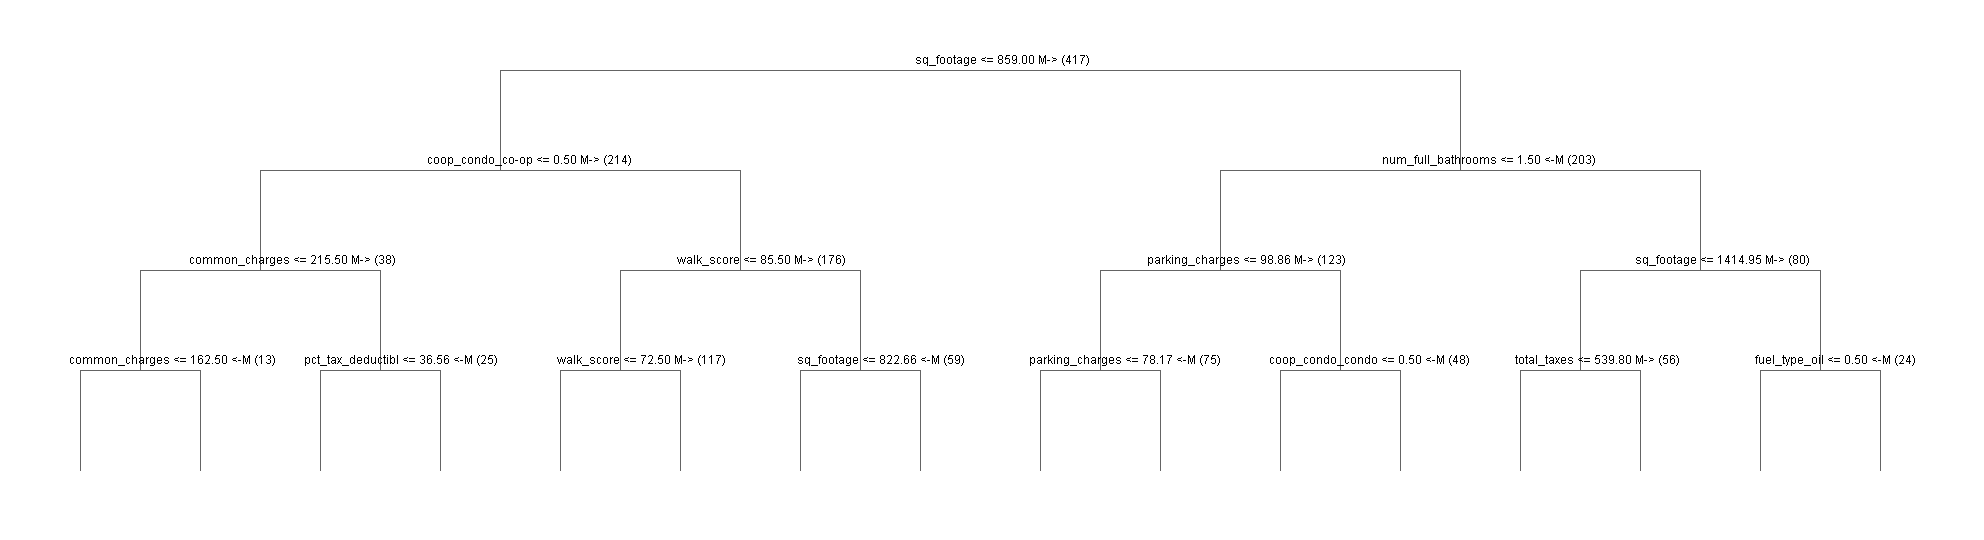 sq_footage <= 859.00 M-> (417)
coop_condo_co-op <= 0.50 M-> (214)
num_full_bathrooms <= 1.50 <-M (203)
common_charges <= 215.50 M-> (38)
walk_score <= 85.50 M-> (176)
parking_charges <= 98.86 M-> (123)
sq_footage <= 1414.95 M-> (80)
common_charges <= 162.50 <-M (13)
pct_tax_deductibl <= 36.56 <-M (25)
walk_score <= 72.50 M-> (117)
sq_footage <= 822.66 <-M (59)
parking_charges <= 78.17 <-M (75)
coop_condo_condo <= 0.50 <-M (48)
total_taxes <= 539.80 M-> (56)
fuel_type_oil <= 0.50 <-M (24)